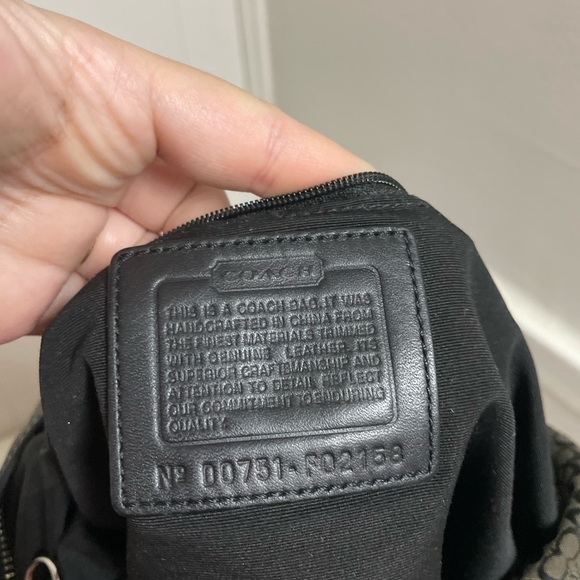 COACH
THIS IS A COACH BAG. IT WAS
HANDCRAFTED IN CHINA FROM
THE FINEST MATERIALS TRIMMED
WITH GENUINE LEATHER. ITS
SUPERIOR CRAFTSMANSHIP AND
ATTENTION TO DETAIL REFLECT
OUR COMMITMENT TO ENDURING
QUALITY.
Nº D0751-F02158